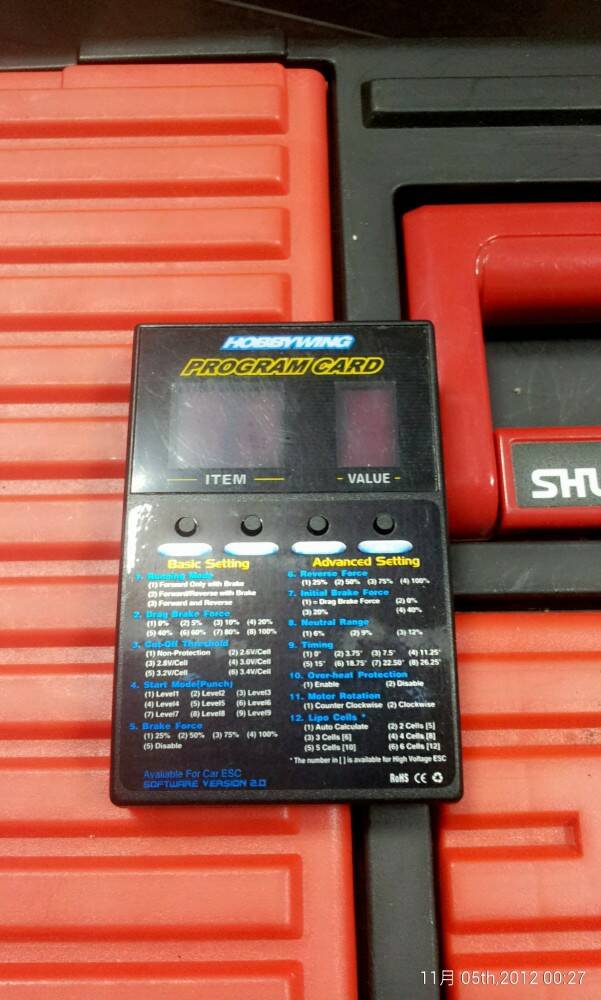 HOBBYWING
PROGRAM CARD
ITEM
VALUE
SHU
Basic Setting
1. Running Mode
(1) Forward Only with Brake
(2) Forward/Reverse with Brake
(3) Forward and Reverse
2. Drag Brake Force
(1) 0% (2) 5% (3) 10% (4) 20%
(5) 40% (6) 60% (7) 80% (8) 100%
3. Cut-Off Threshold
(1) Non-Protection (2) 2.6V/Cell
(3) 2.8V/Cell (4) 3.0V/Cell
(5) 3.2V/Cell (6) 3.4V/Cell
4. Start Mode(Punch)
(1) Level1 (2) Level2 (3) Level3
(4) Level4 (5) Level5 (6) Level6
(7) Level7 (8) Level8 (9) Level9
5. Brake Force
(1) 25% (2) 50% (3) 75% (4) 100%
(5) Disable
Available For Car ESC
SOFTWARE VERSION 2.0
Advanced Setting
6. Reverse Force
(1) 25% (2) 50% (3) 75% (4) 100%
7. Initial Brake Force
(1) = Drag Brake Force (2) 0%
(3) 20% (4) 40%
8. Neutral Range
(1) 6% (2) 9% (3) 12%
9. Timing
(1) 0° (2) 3.75° (3) 7.5° (4) 11.25°
(5) 15° (6) 18.75° (7) 22.50° (8) 26.25°
10. Over-heat Protection
(1) Enable (2) Disable
11. Motor Rotation
(1) Counter Clockwise (2) Clockwise
12. Lipo Cells *
(1) Auto Calculate (2) 2 Cells [5]
(3) 3 Cells [6] (4) 4 Cells [8]
(5) 5 Cells [10] (6) 6 Cells [12]
* The number in [ ] is available for High Voltage ESC
RoHS CE
11月 05th,2012 00:27